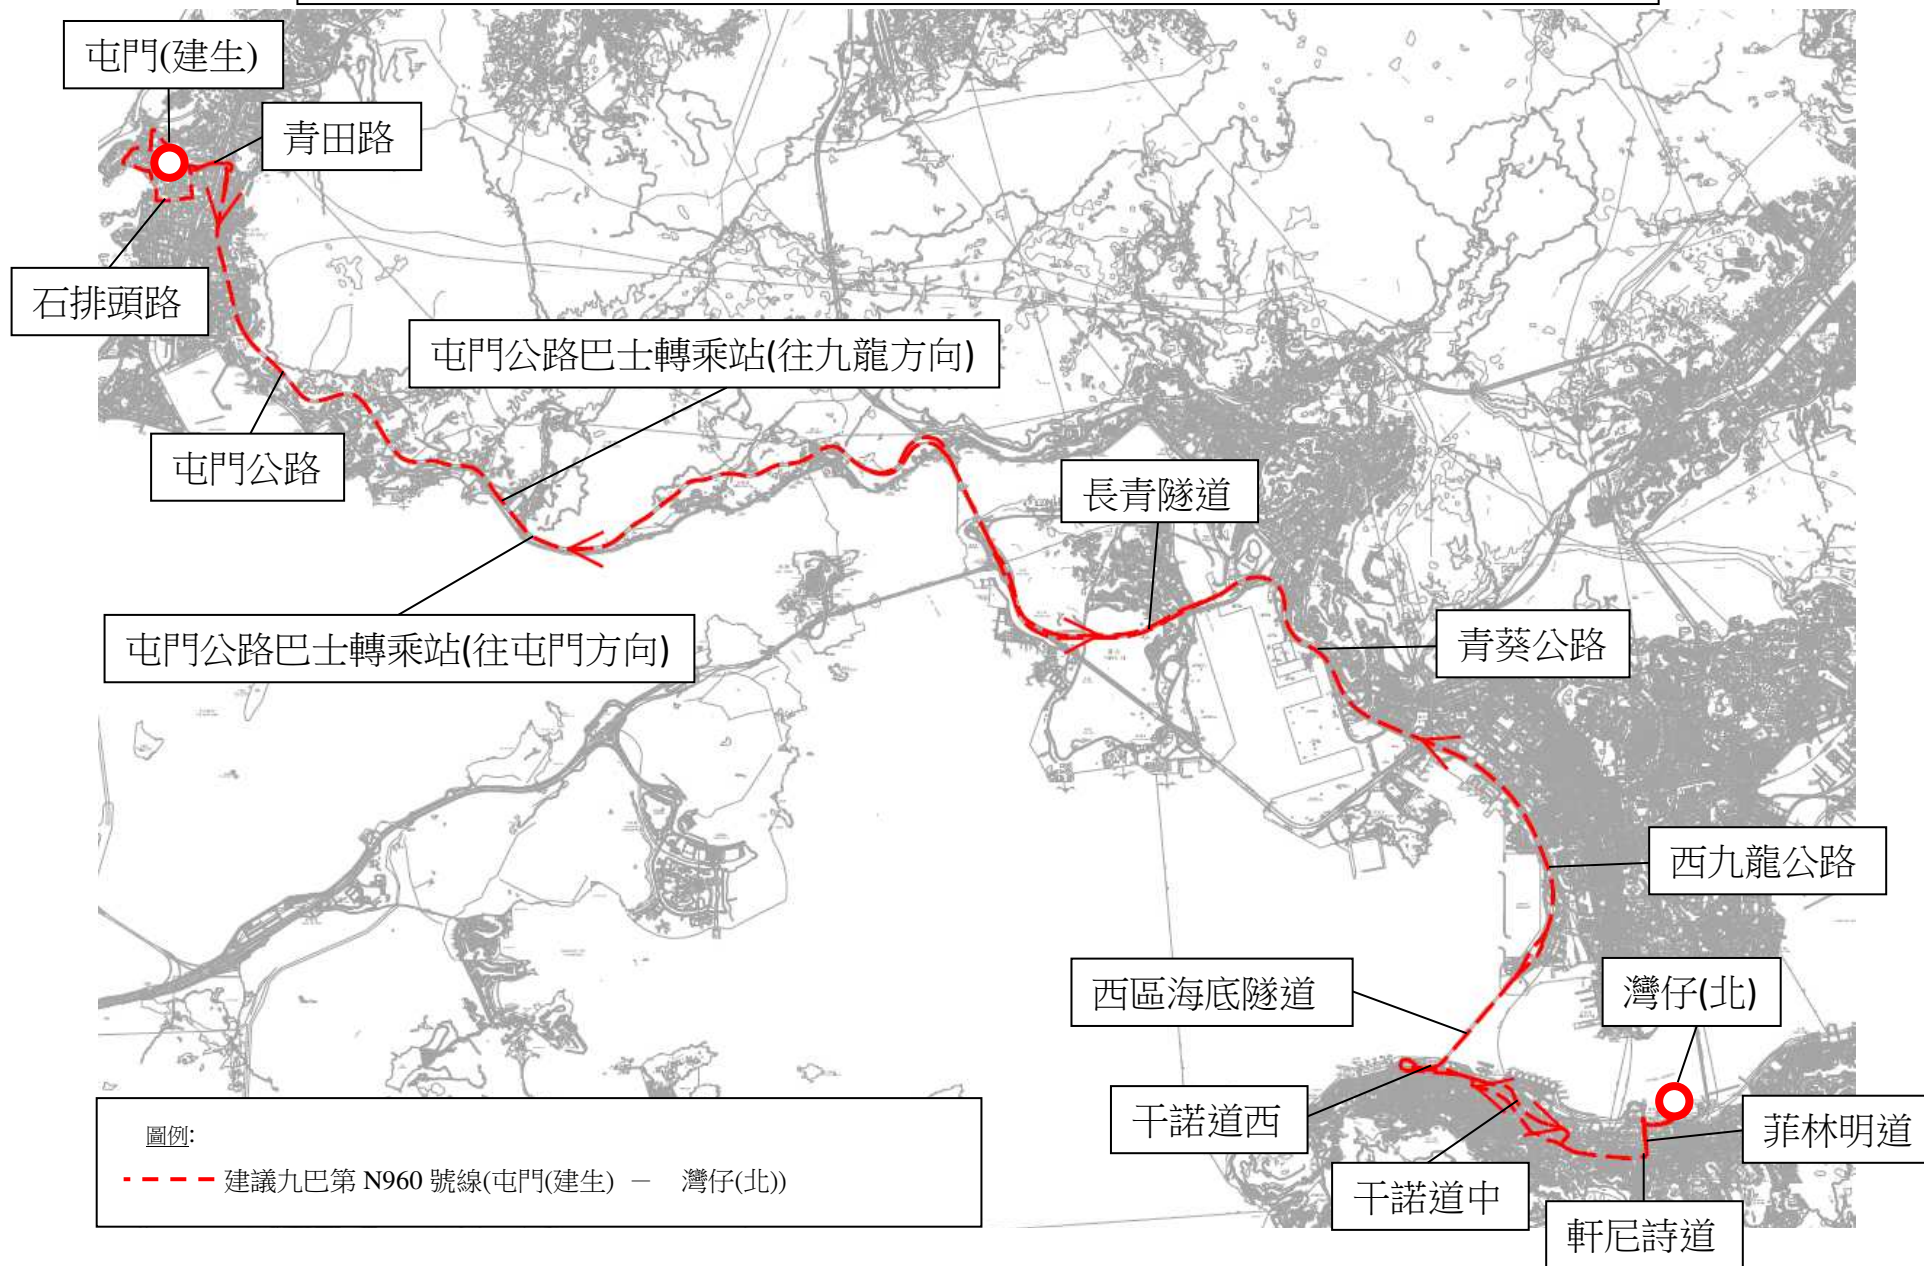 屯門(建生)
青田路
石排頭路
屯門公路巴士轉乘站(往九龍方向)
屯門公路
長青隧道
屯門公路巴士轉乘站(往屯門方向)
青葵公路
西九龍公路
西區海底隧道
灣仔(北)
干諾道西
菲林明道
干諾道中
軒尼詩道
圖例:
建議九巴第 N960 號線(屯門(建生) － 灣仔(北))